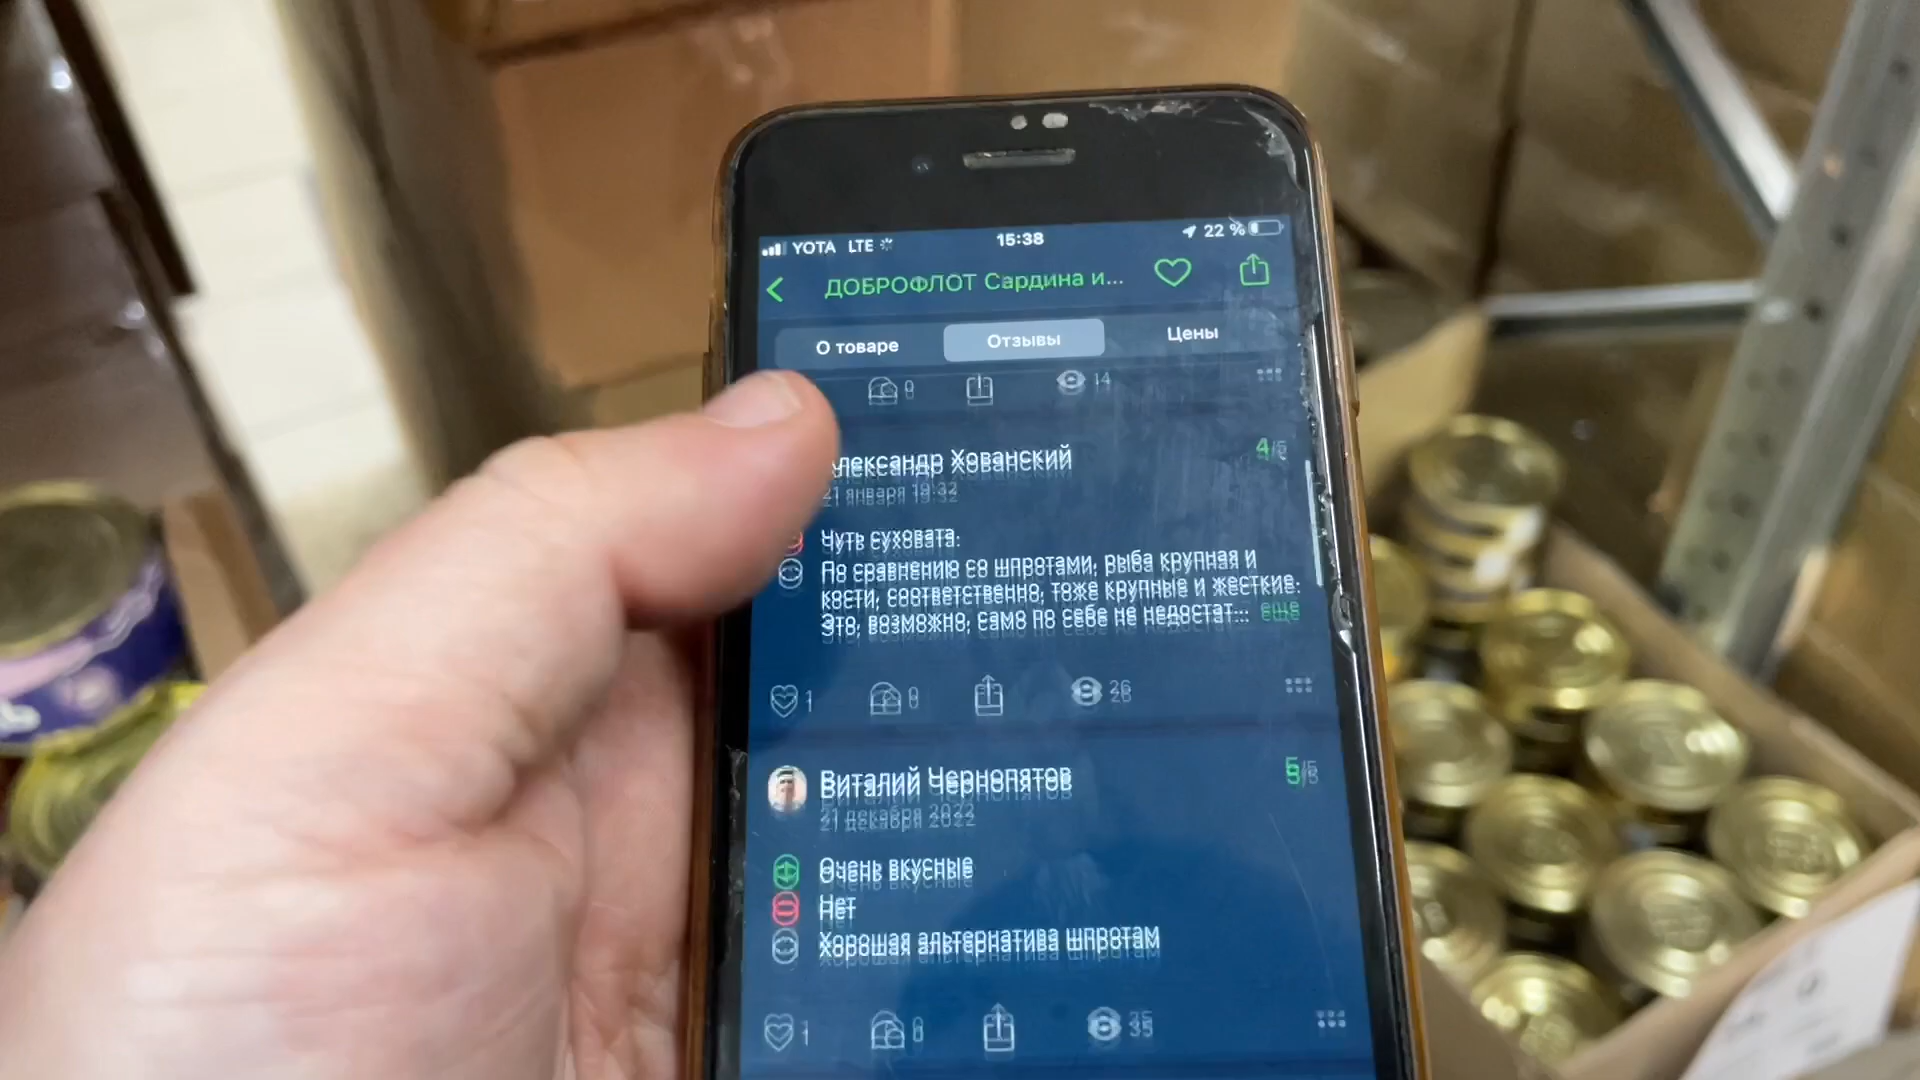 YOTA LTE 15:38 22 %
ДОБРОФЛОТ Сардина и...
О товаре Отзывы Цены
0 14
лександр Хованский 4/5
21 января 19:32
Чуть суховата.
По сравнению со шпротами, рыба крупная и
кости, соответственно, тоже крупные и жесткие.
Это, возможно, само по себе не недостат... еще
1 0 26
Виталий Чернопятов 5/5
21 декабря 2022
Очень вкусные
Нет
Хорошая альтернатива шпротам
1 0 35